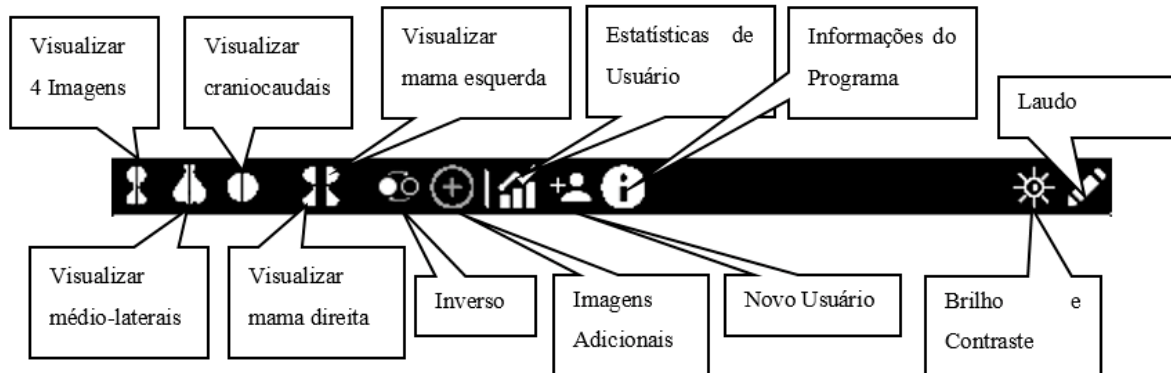 Visualizar
4 Imagens
Visualizar
craniocaudais
Visualizar
mama esquerda
Estatísticas de
Usuário
Informações do
Programa
Laudo
Visualizar
médio-laterais
Visualizar
mama direita
Inverso
Imagens
Adicionais
Novo Usuário
Brilho e
Contraste